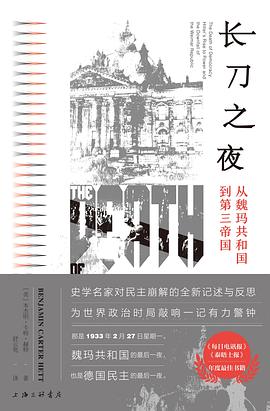 长刀之夜
The Death of Democracy:
Hitler's Rise to Power and
the Downfall of
the Weimar Republic
从魏玛共和国
到第三帝国
THE
DEATH
OF
[美] 本杰明·卡特·赫特 著
BENJAMIN CARTER HETT
译
上海三联书店
史学名家对民主崩解的全新记述与反思
为世界政治时局敲响一记有力警钟
那是1933年2月27日星期一。
魏玛共和国的最后一夜，
也是德国民主的最后一夜。
《每日电讯报》
《泰晤士报》
年度最佳书籍